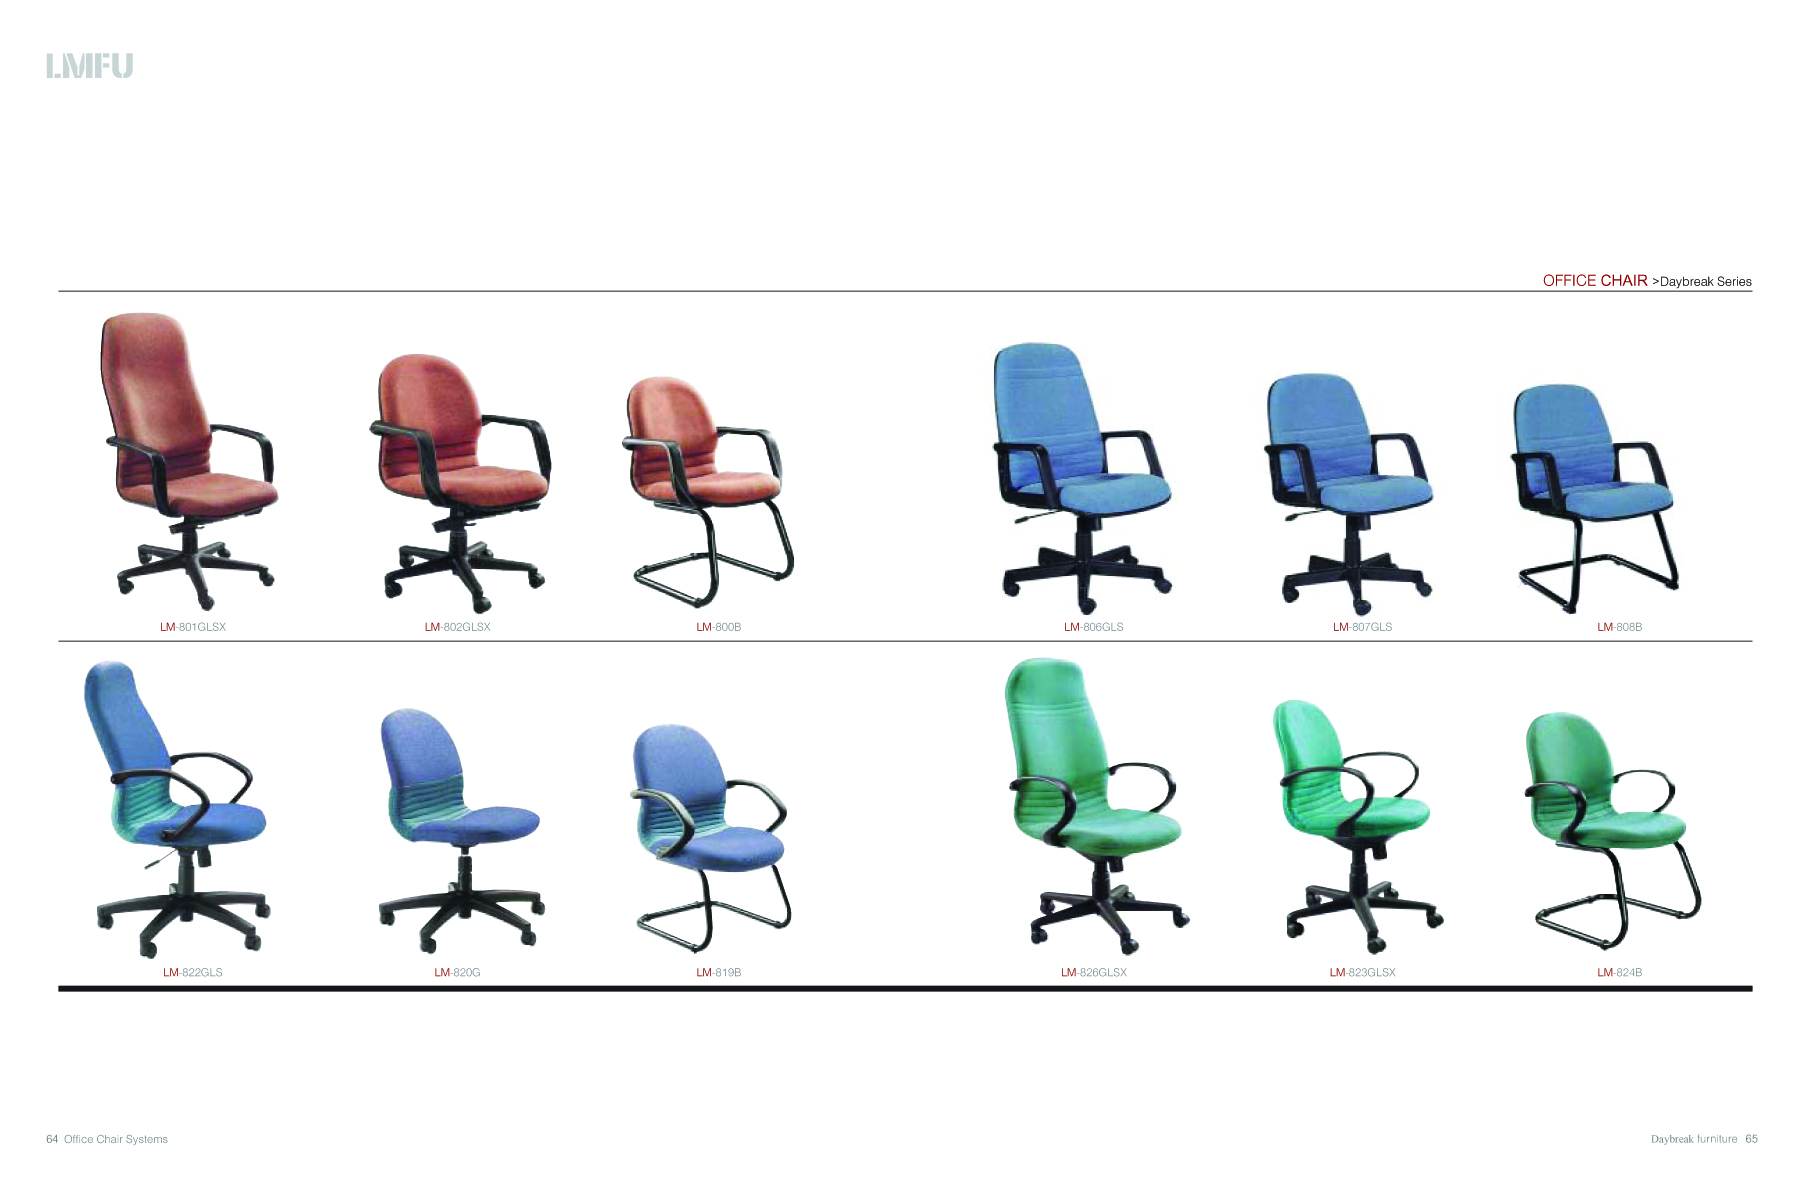 LMFU
OFFICE CHAIR >Daybreak Series
LM-801GLSX
LM-802GLSX
LM-800B
LM-806GLS
LM-807GLS
LM-808B
LM-822GLS
LM-820G
LM-819B
LM-826GLSX
LM-823GLSX
LM-824B
64 Office Chair Systems
Daybreak furniture 65